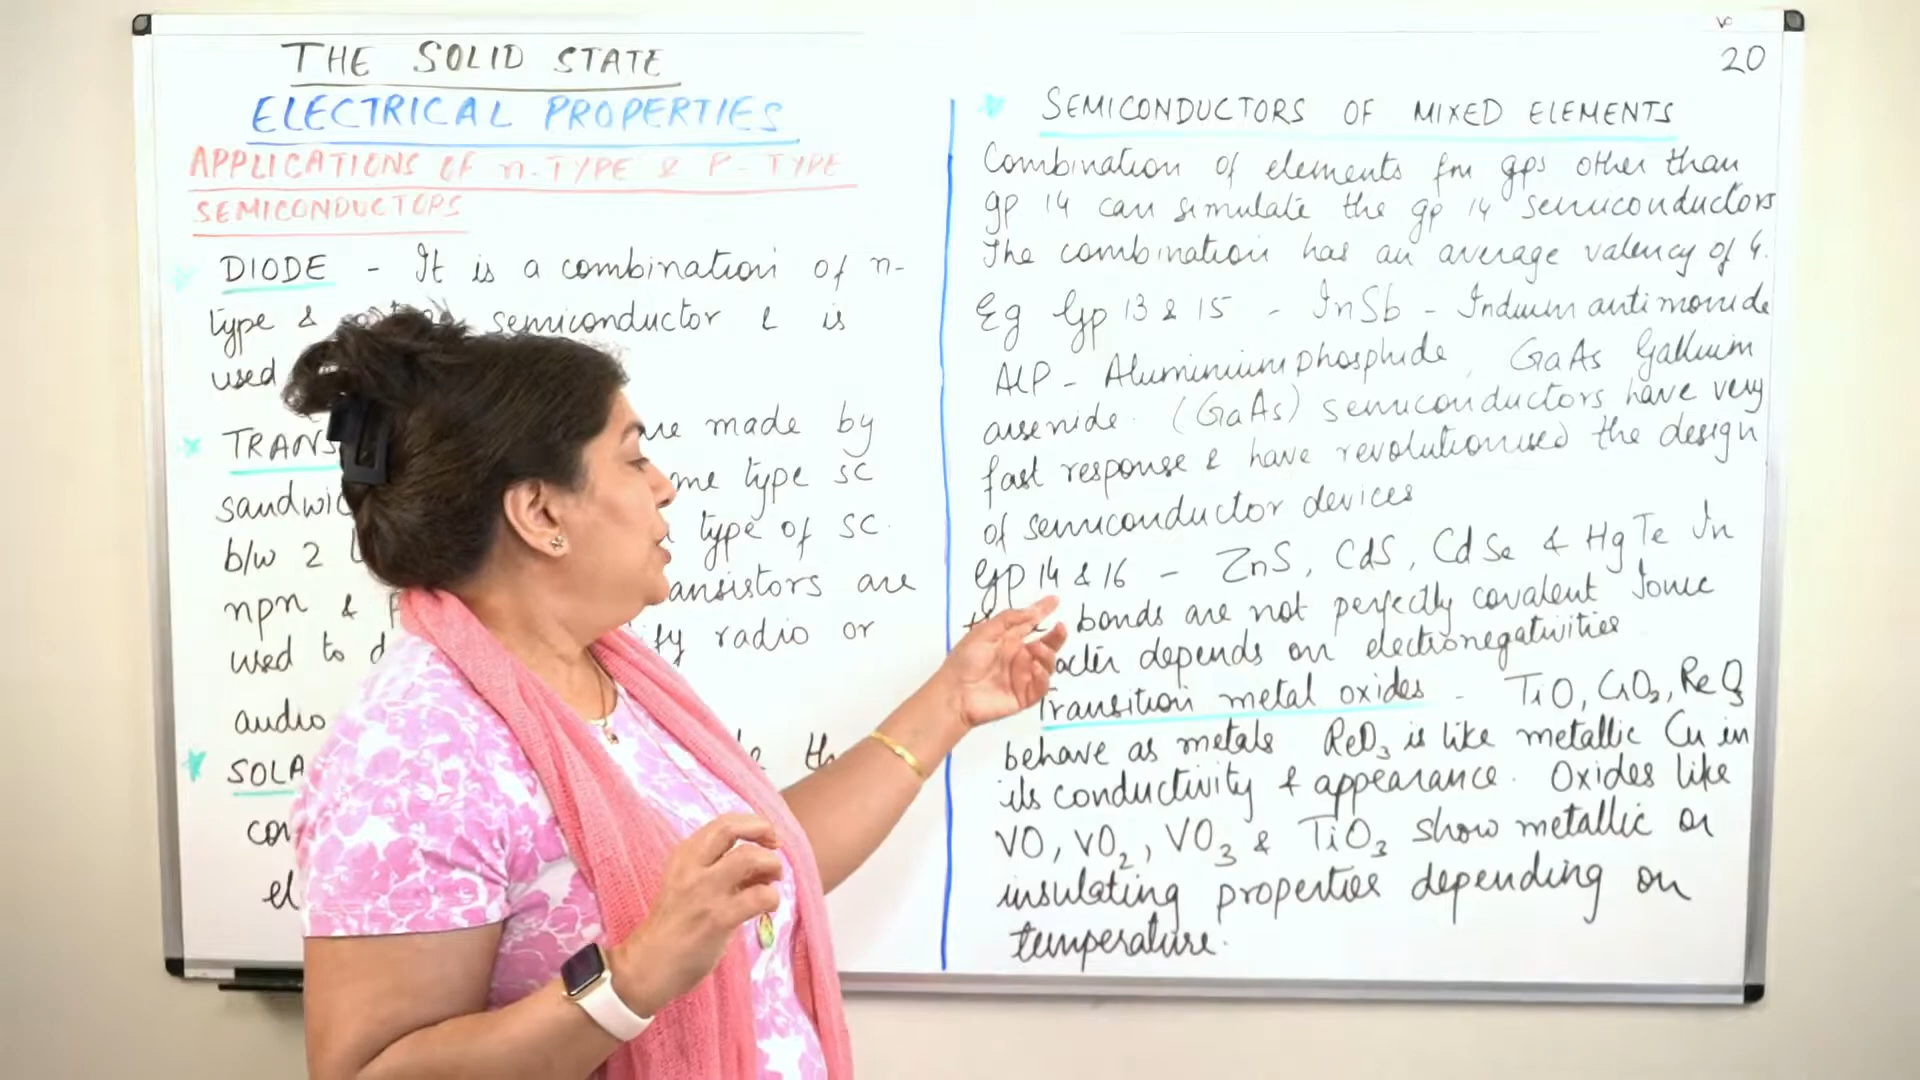 THE SOLID STATE
ELECTRICAL PROPERTIES
APPLICATIONS OF n-TYPE & P-TYPE
SEMICONDUCTORS
DIODE - It is a combination of n-
type & semiconductor & is
used
TRANS made by
sandwic me type SC
b/w 2 type of SC.
npn & ansistors are
used to d fy radio or
audio
SOLA
con
el
20
SEMICONDUCTORS OF MIXED ELEMENTS
Combination of elements fm gps other than
gp 14 can simulate the gp 14 semiconductors
The combination has an average valency of 4.
Eg Gp 13 & 15 - InSb - Indium antimonide
AlP - Aluminium phosphide, GaAs Gallium
arsenide. (GaAs) semiconductors have very
fast response & have revolutionised the design
of semiconductor devices
Gp 14 & 16 - ZnS, CdS, CdSe & HgTe In
bonds are not perfectly covalent Ionic
acter depends on electronegativities
Transition metal oxides - TiO, CrO2, ReO3
behave as metals ReO3 is like metallic Cu in
its conductivity & appearance. Oxides like
VO, VO2, VO3 & TiO3 show metallic or
insulating properties depending on
temperature.